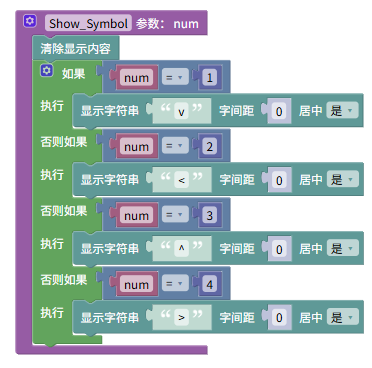 Show_Symbol 参数: num
清除显示内容
如果 num = 1
执行 显示字符串 “ v ” 字间距 0 居中 是
否则如果 num = 2
执行 显示字符串 “ < ” 字间距 0 居中 是
否则如果 num = 3
执行 显示字符串 “ ^ ” 字间距 0 居中 是
否则如果 num = 4
执行 显示字符串 “ > ” 字间距 0 居中 是